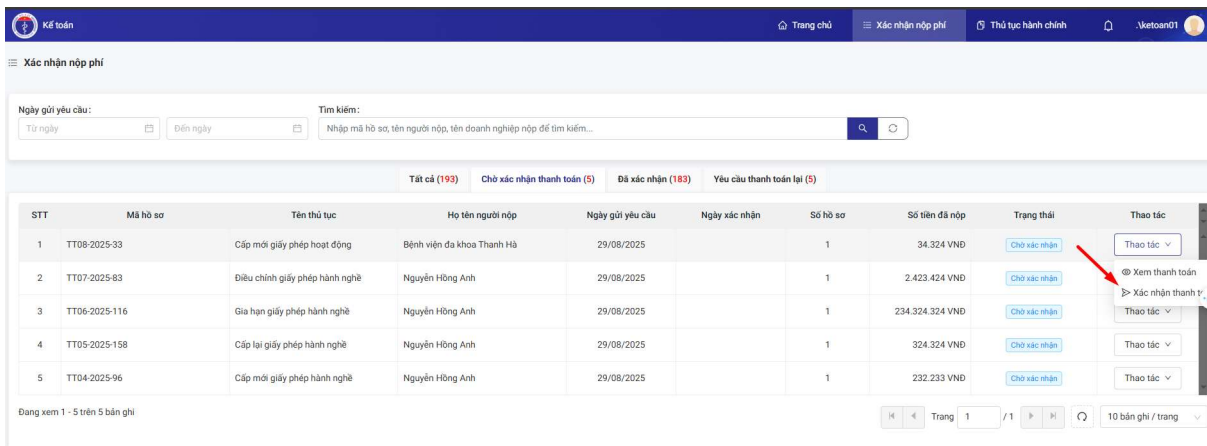 Kế toán Trang chủ Xác nhận nộp phí Thủ tục hành chính .\ketoan01
Xác nhận nộp phí
Ngày gửi yêu cầu: Tìm kiếm:
Từ ngày Đến ngày Nhập mã hồ sơ, tên người nộp, tên doanh nghiệp nộp để tìm kiếm...
Tất cả (193) Chờ xác nhận thanh toán (5) Đã xác nhận (183) Yêu cầu thanh toán lại (5)
STT Mã hồ sơ Tên thủ tục Họ tên người nộp Ngày gửi yêu cầu Ngày xác nhận Số hồ sơ Số tiền đã nộp Trạng thái Thao tác
1 TT08-2025-33 Cấp mới giấy phép hoạt động Bệnh viện đa khoa Thanh Hà 29/08/2025 1 34.324 VNĐ Chờ xác nhận Thao tác
Xem thanh toán
2 TT07-2025-83 Điều chỉnh giấy phép hành nghề Nguyễn Hồng Anh 29/08/2025 1 2.423.424 VNĐ Chờ xác nhận
Xác nhận thanh
3 TT06-2025-116 Gia hạn giấy phép hành nghề Nguyễn Hồng Anh 29/08/2025 1 234.324.324 VNĐ Chờ xác nhận Thao tác
4 TT05-2025-158 Cấp lại giấy phép hành nghề Nguyễn Hồng Anh 29/08/2025 1 324.324 VNĐ Chờ xác nhận Thao tác
5 TT04-2025-96 Cấp mới giấy phép hành nghề Nguyễn Hồng Anh 29/08/2025 1 232.233 VNĐ Chờ xác nhận Thao tác
Đang xem 1 - 5 trên 5 bản ghi Trang 1 / 1 10 bản ghi / trang